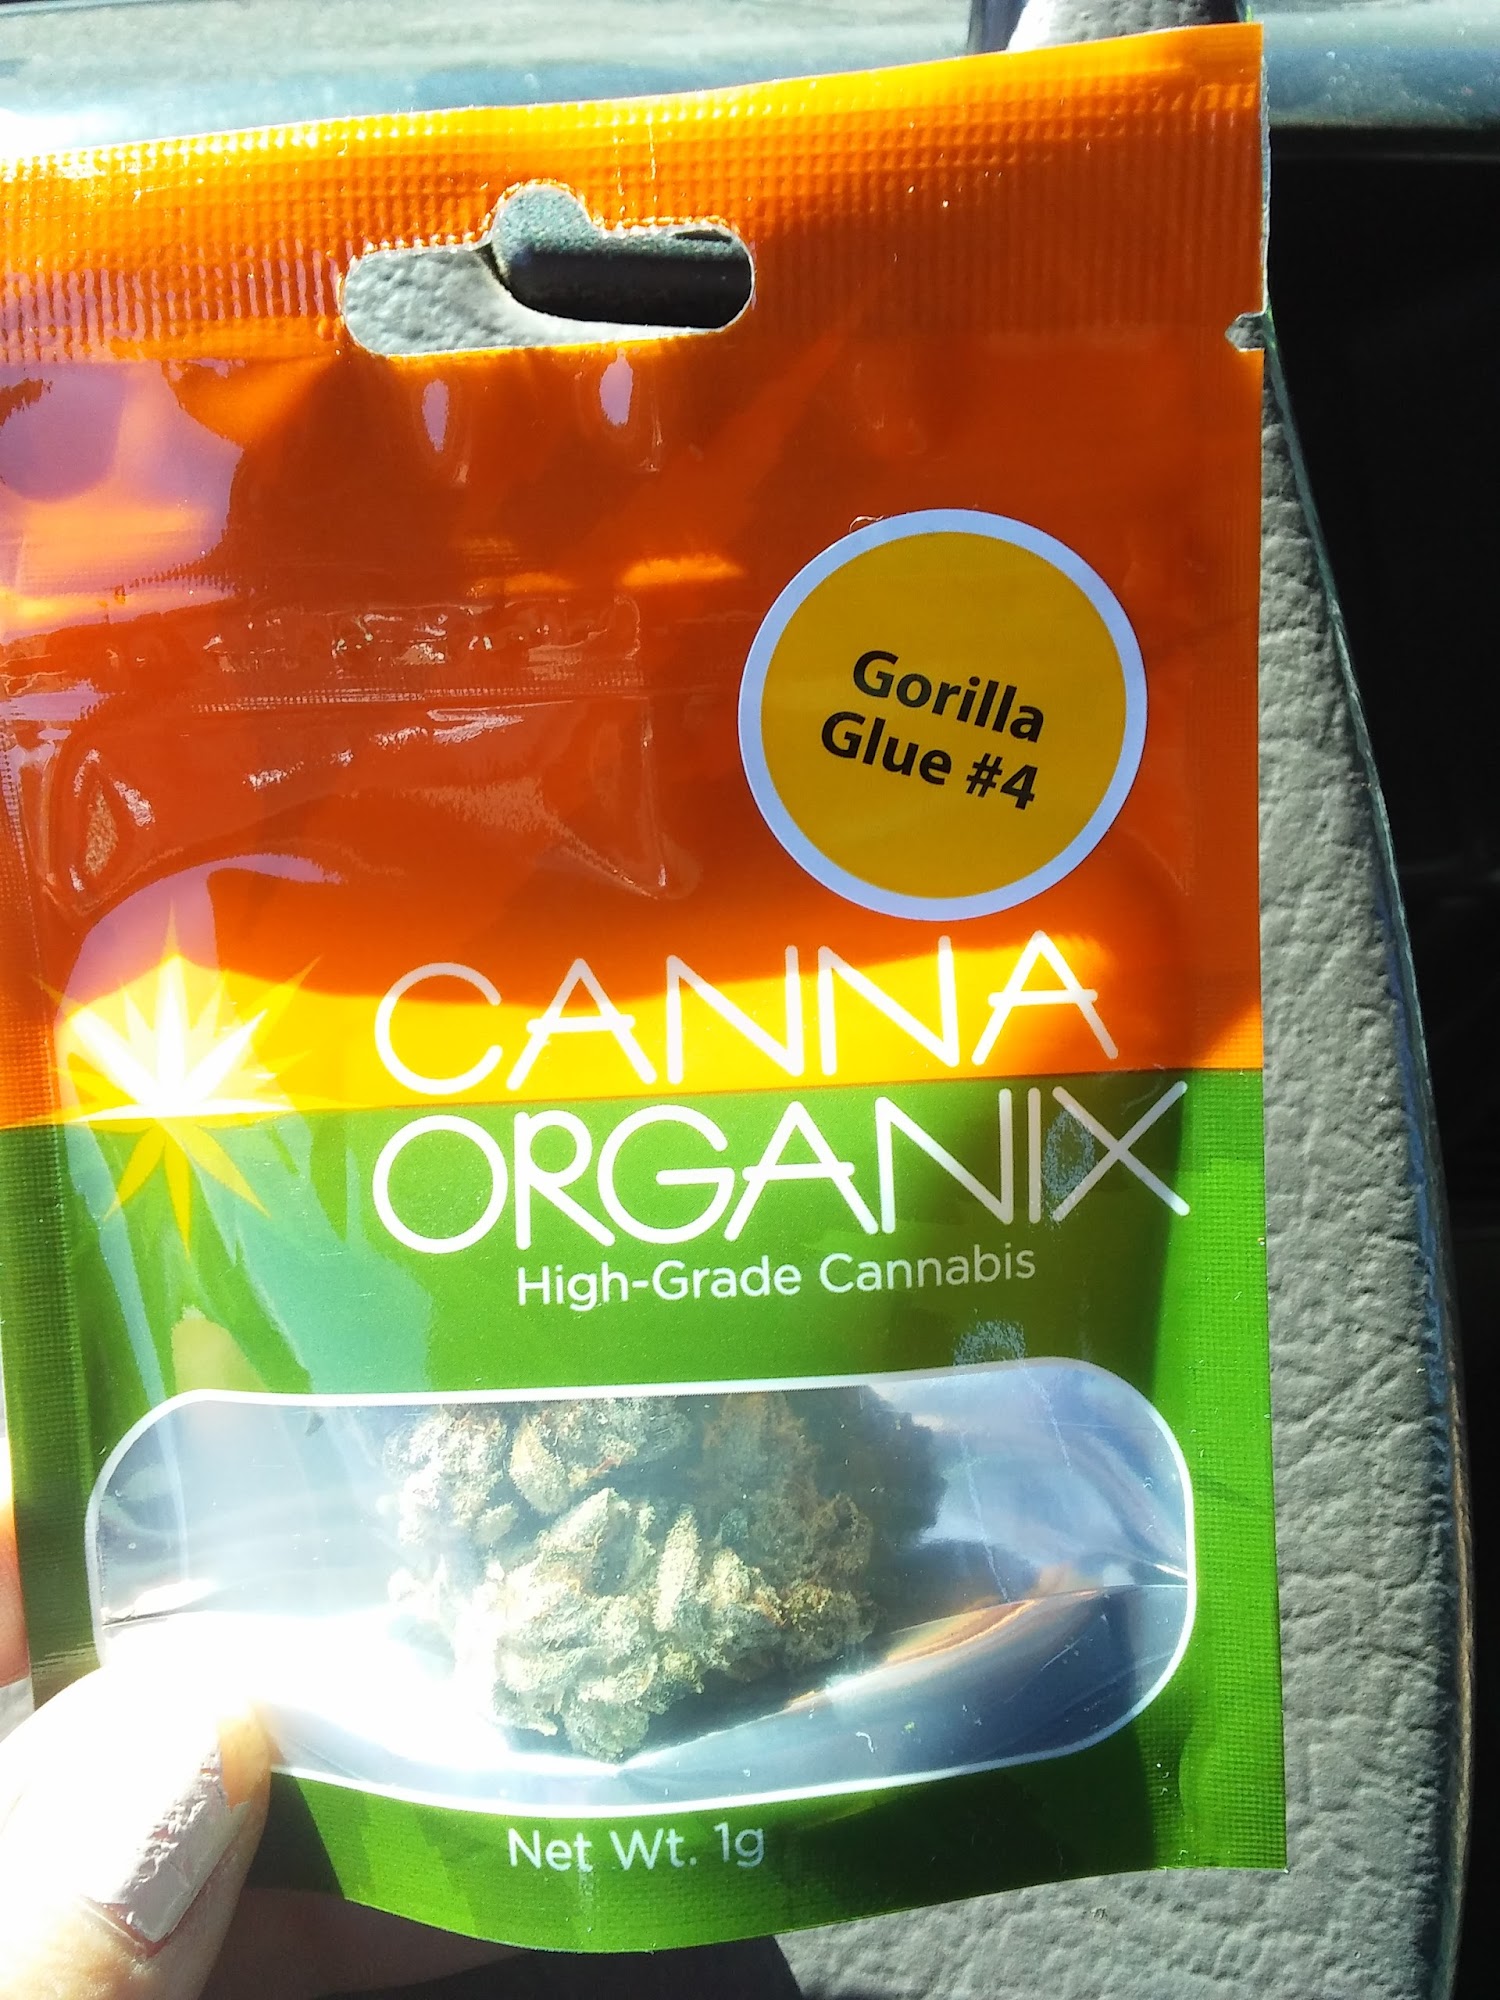 Gorilla
Glue #4
CANNA
ORGANIX
High-Grade Cannabis
Net Wt. 1g